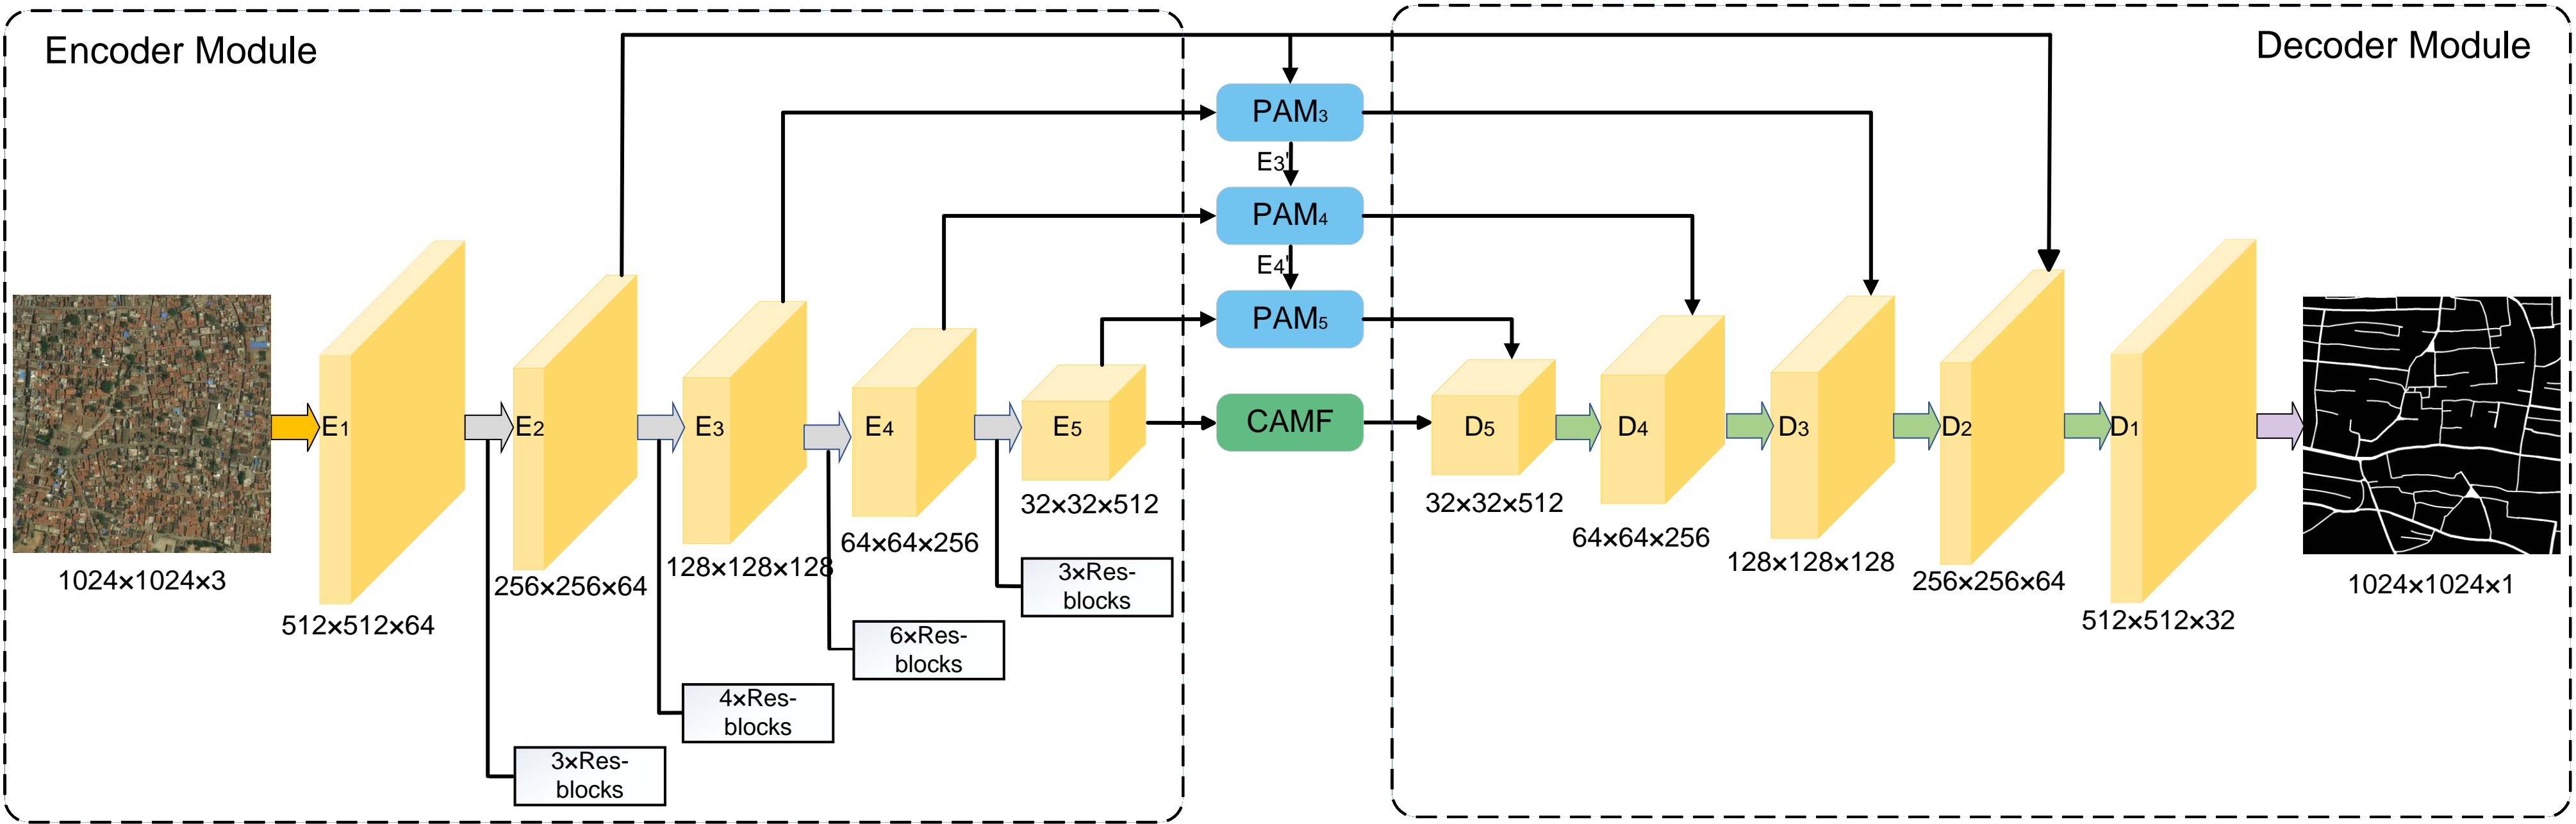 Encoder Module
Decoder Module
PAM3
E3'
PAM4
E4'
PAM5
CAMF
E1
E2
E3
E4
E5
D5
D4
D3
D2
D1
1024×1024×3
512×512×64
256×256×64
128×128×128
64×64×256
32×32×512
32×32×512
64×64×256
128×128×128
256×256×64
512×512×32
1024×1024×1
3×Res-
blocks
6×Res-
blocks
4×Res-
blocks
3×Res-
blocks